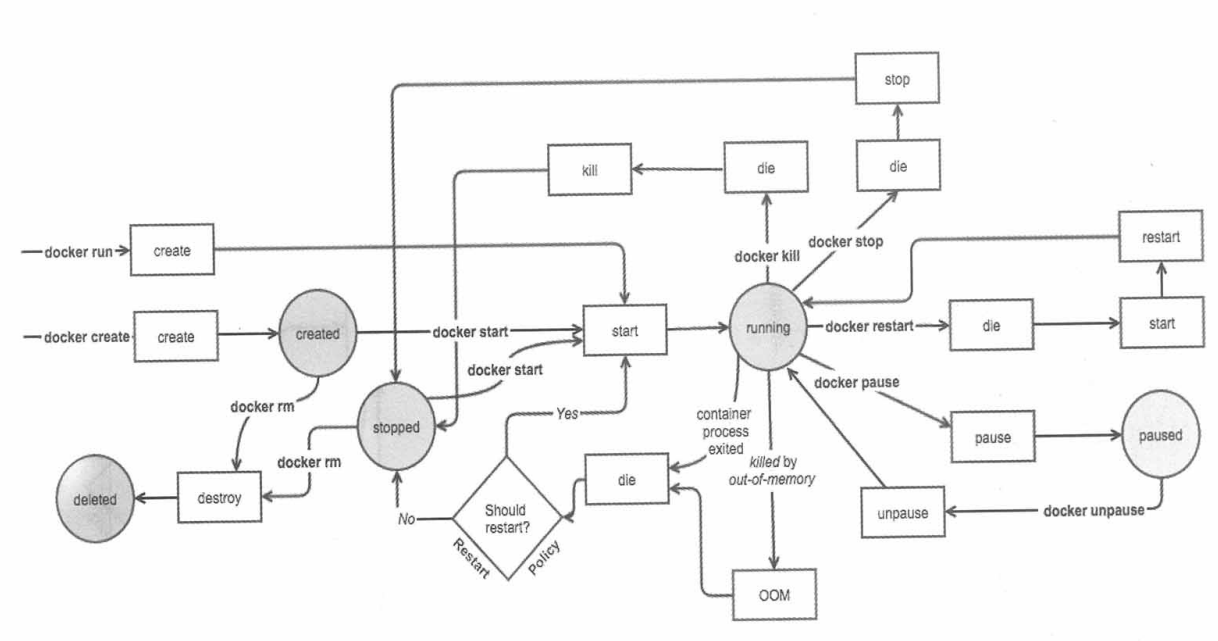 stop
kill
die
die
docker run
create
docker kill
docker stop
restart
docker create
create
created
docker start
start
running
docker restart
die
start
docker start
docker pause
docker rm
stopped
Yes
container
process
exited
pause
paused
docker rm
killed by
out-of-memory
deleted
destroy
die
No
Should
restart?
Restart
Policy
unpause
docker unpause
OOM